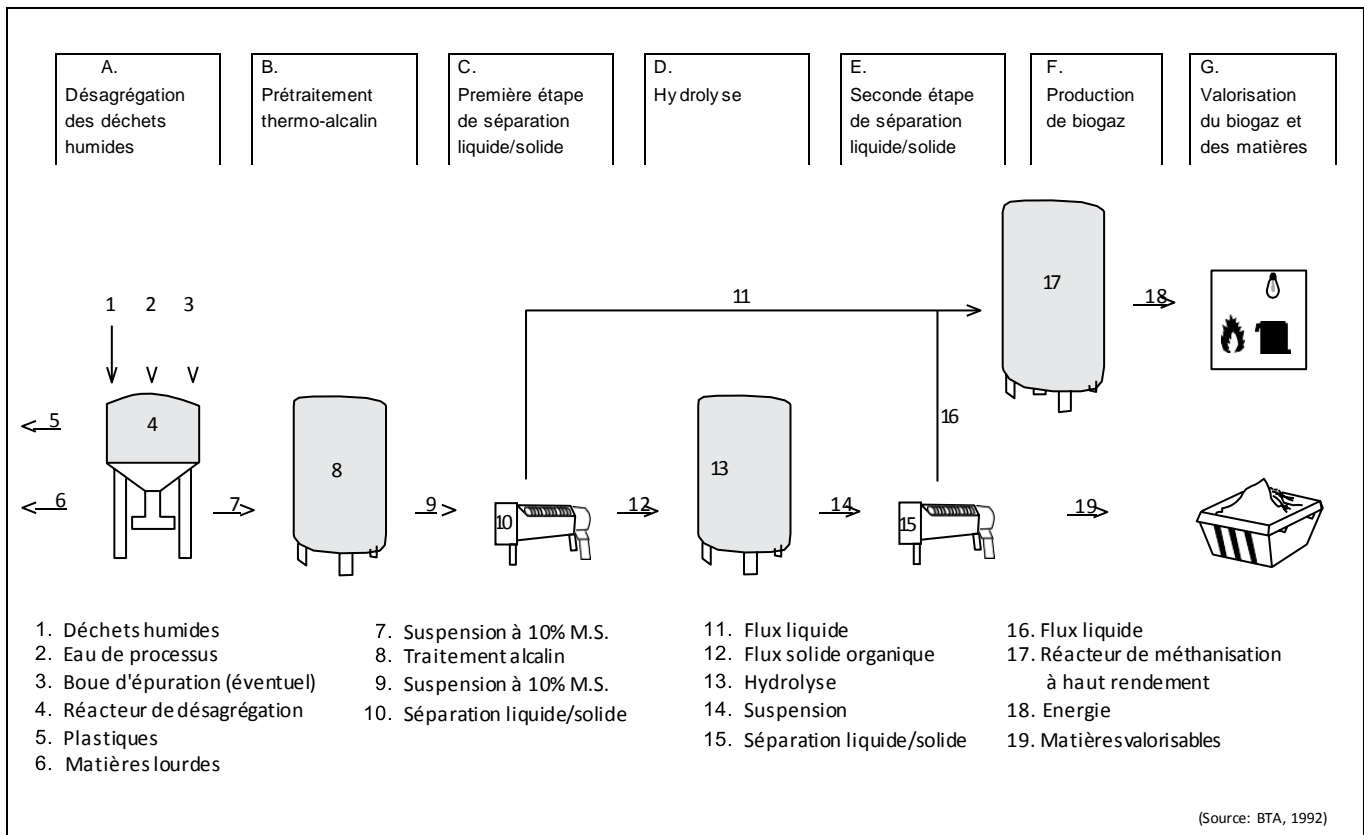 A.
Désagrégation
des déchets
humides
B.
Prétraitement
thermo-alcalin
C.
Première étape
de séparation
liquide/solide
D.
Hydrolyse
E.
Seconde étape
de séparation
liquide/solide
F.
Production
de biogaz
G.
Valorisation
du biogaz et
des matières
1 2 3
4
5
6
7
8
9
10
11
12
13
14
15
16
17
18
19
1. Déchets humides
2. Eau de processus
3. Boue d'épuration (éventuel)
4. Réacteur de désagrégation
5. Plastiques
6. Matières lourdes
7. Suspension à 10% M.S.
8. Traitement alcalin
9. Suspension à 10% M.S.
10. Séparation liquide/solide
11. Flux liquide
12. Flux solide organique
13. Hydrolyse
14. Suspension
15. Séparation liquide/solide
16. Flux liquide
17. Réacteur de méthanisation
à haut rendement
18. Energie
19. Matières valorisables
(Source: BTA, 1992)